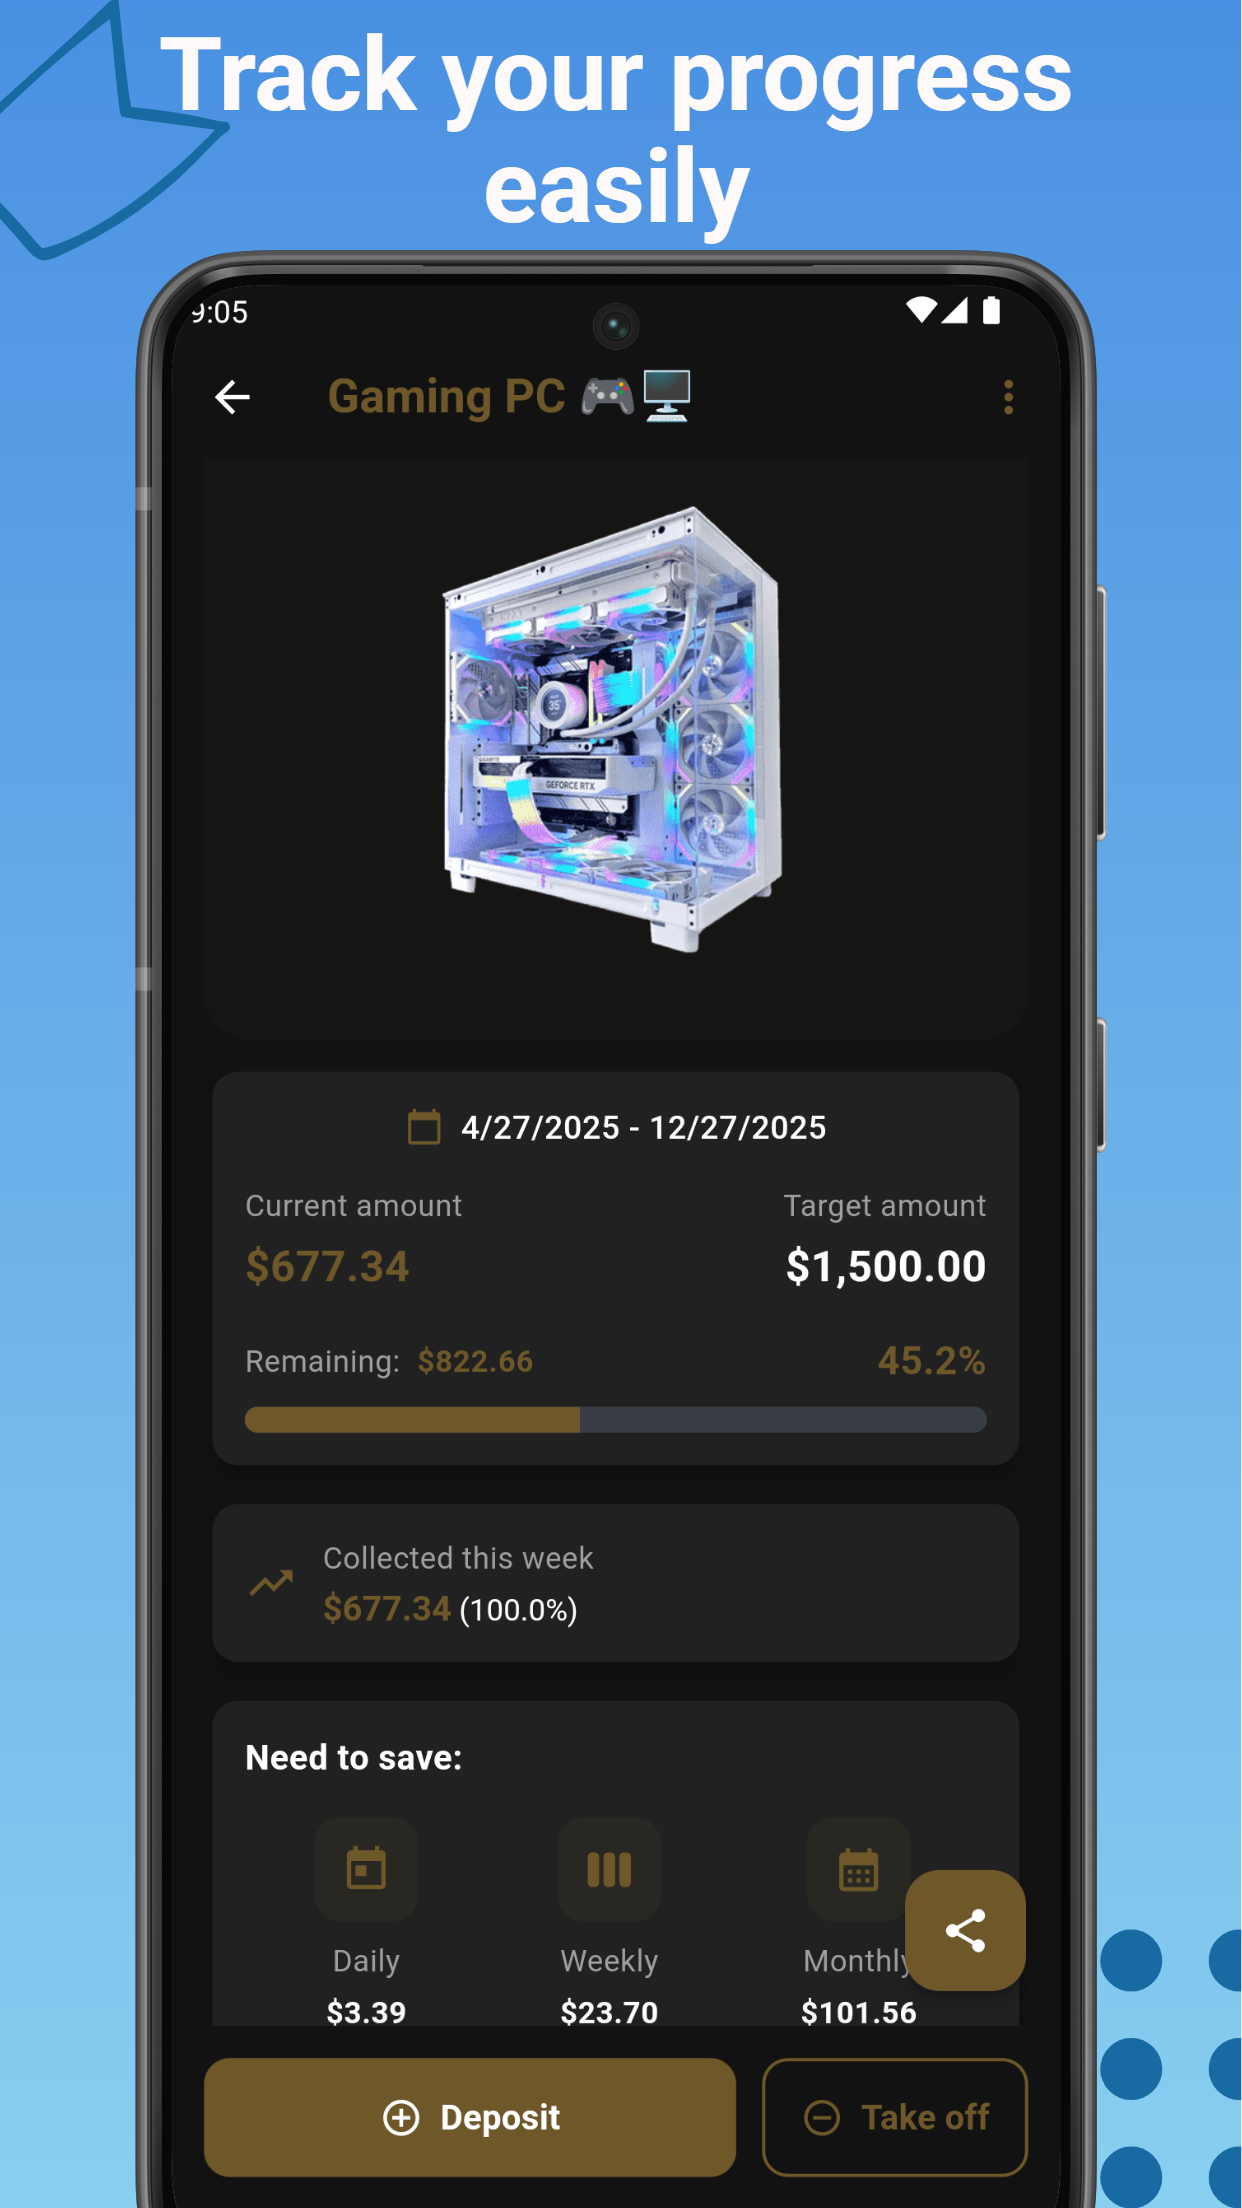 Track your progress
easily
9:05
Gaming PC 🎮🖥️
35°
GIGABYTE
GEFORCE RTX
4/27/2025 - 12/27/2025
Current amount
Target amount
$677.34
$1,500.00
Remaining: $822.66
45.2%
Collected this week
$677.34 (100.0%)
Need to save:
Daily
Weekly
Monthly
$3.39
$23.70
$101.56
Deposit
Take off